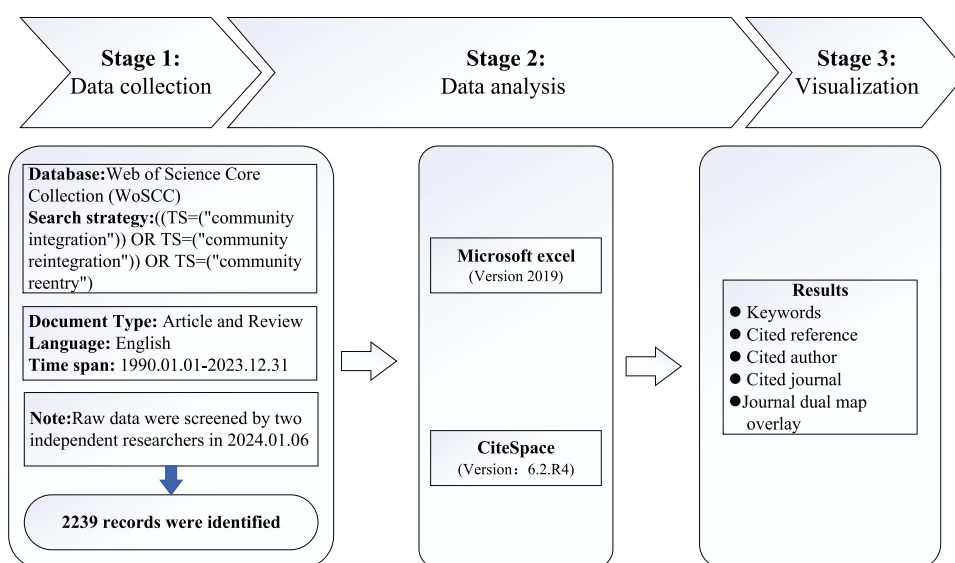 Stage 1:
Data collection
Stage 2:
Data analysis
Stage 3:
Visualization
Database:Web of Science Core
Collection (WoSCC)
Search strategy:((TS=("community
integration")) OR TS=("community
reintegration")) OR TS=("community
reentry")
Document Type: Article and Review
Language: English
Time span: 1990.01.01-2023.12.31
Note:Raw data were screened by two
independent researchers in 2024.01.06
2239 records were identified
Microsoft excel
(Version 2019)
CiteSpace
(Version：6.2.R4)
Results
● Keywords
● Cited reference
● Cited author
● Cited journal
●Journal dual map
overlay